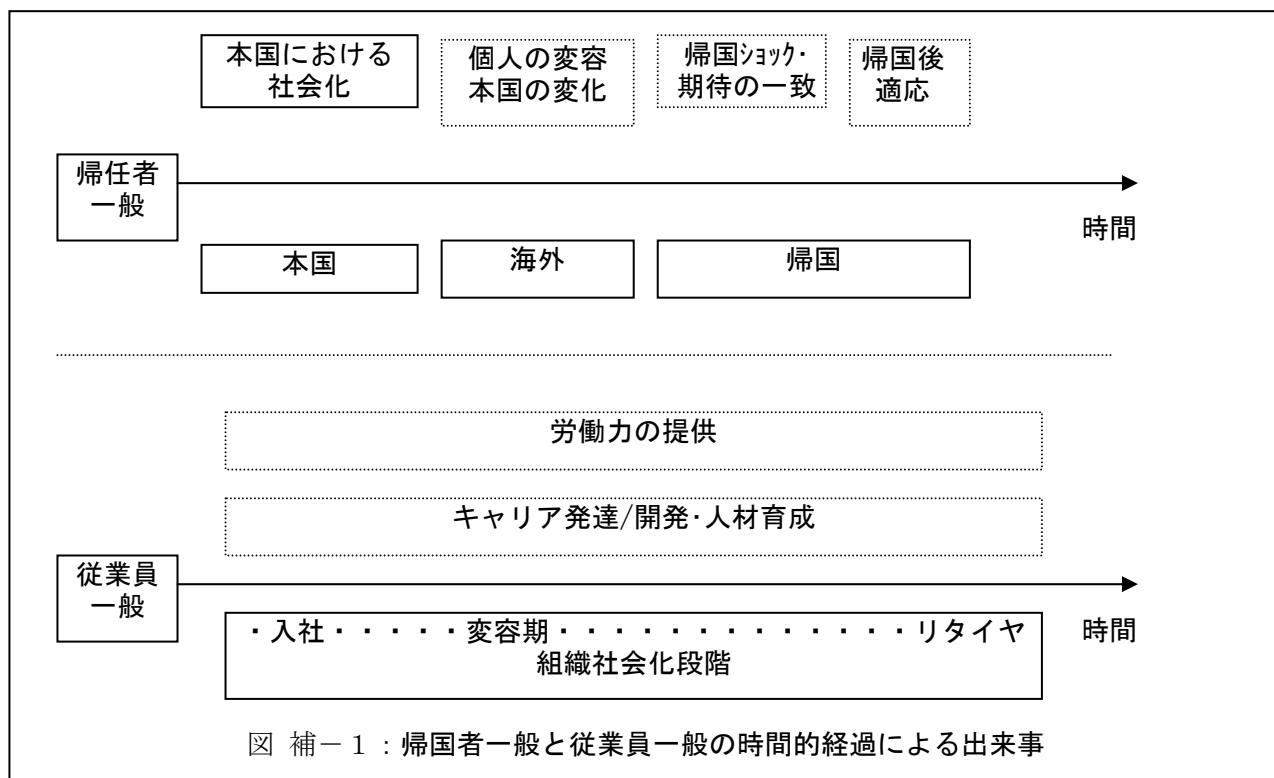 本国における
社会化
個人の変容
本国の変化
帰国ｼｮｯｸ・
期待の一致
帰国後
適応
帰任者
一般
時間
本国
海外
帰国
労働力の提供
キャリア発達/開発・人材育成
従業員
一般
時間
・入社・・・・・変容期・・・・・・・・・・・・・・リタイヤ
組織社会化段階
図 補－１：帰国者一般と従業員一般の時間的経過による出来事